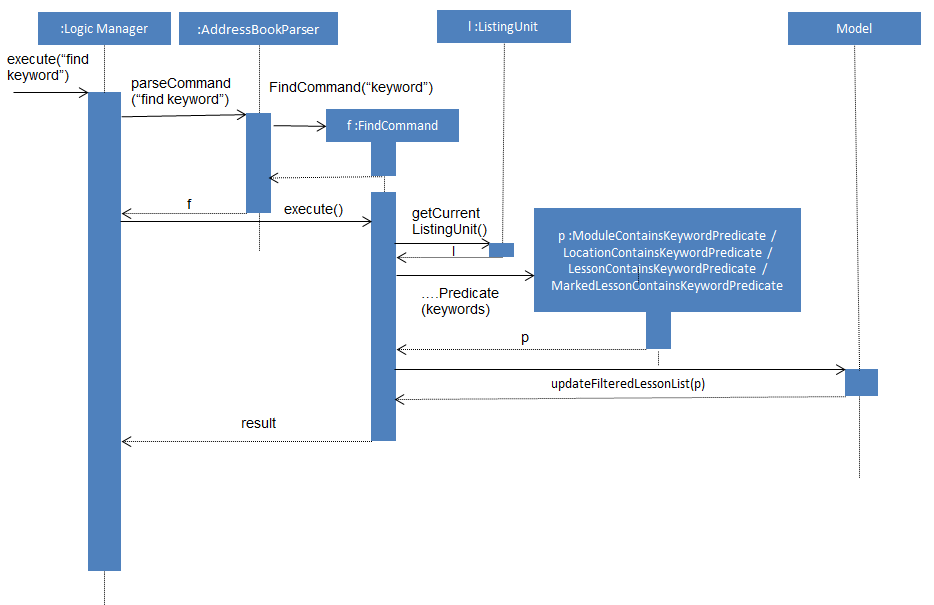 :Logic Manager
:AddressBookParser
l :ListingUnit
Model
execute(“find
keyword”)
parseCommand
(“find keyword”)
FindCommand(“keyword”)
f :FindCommand
f
execute()
getCurrent
ListingUnit()
l
p :ModuleContainsKeywordPredicate /
LocationContainsKeywordPredicate /
LessonContainsKeywordPredicate /
MarkedLessonContainsKeywordPredicate
….Predicate
(keywords)
p
updateFilteredLessonList(p)
result